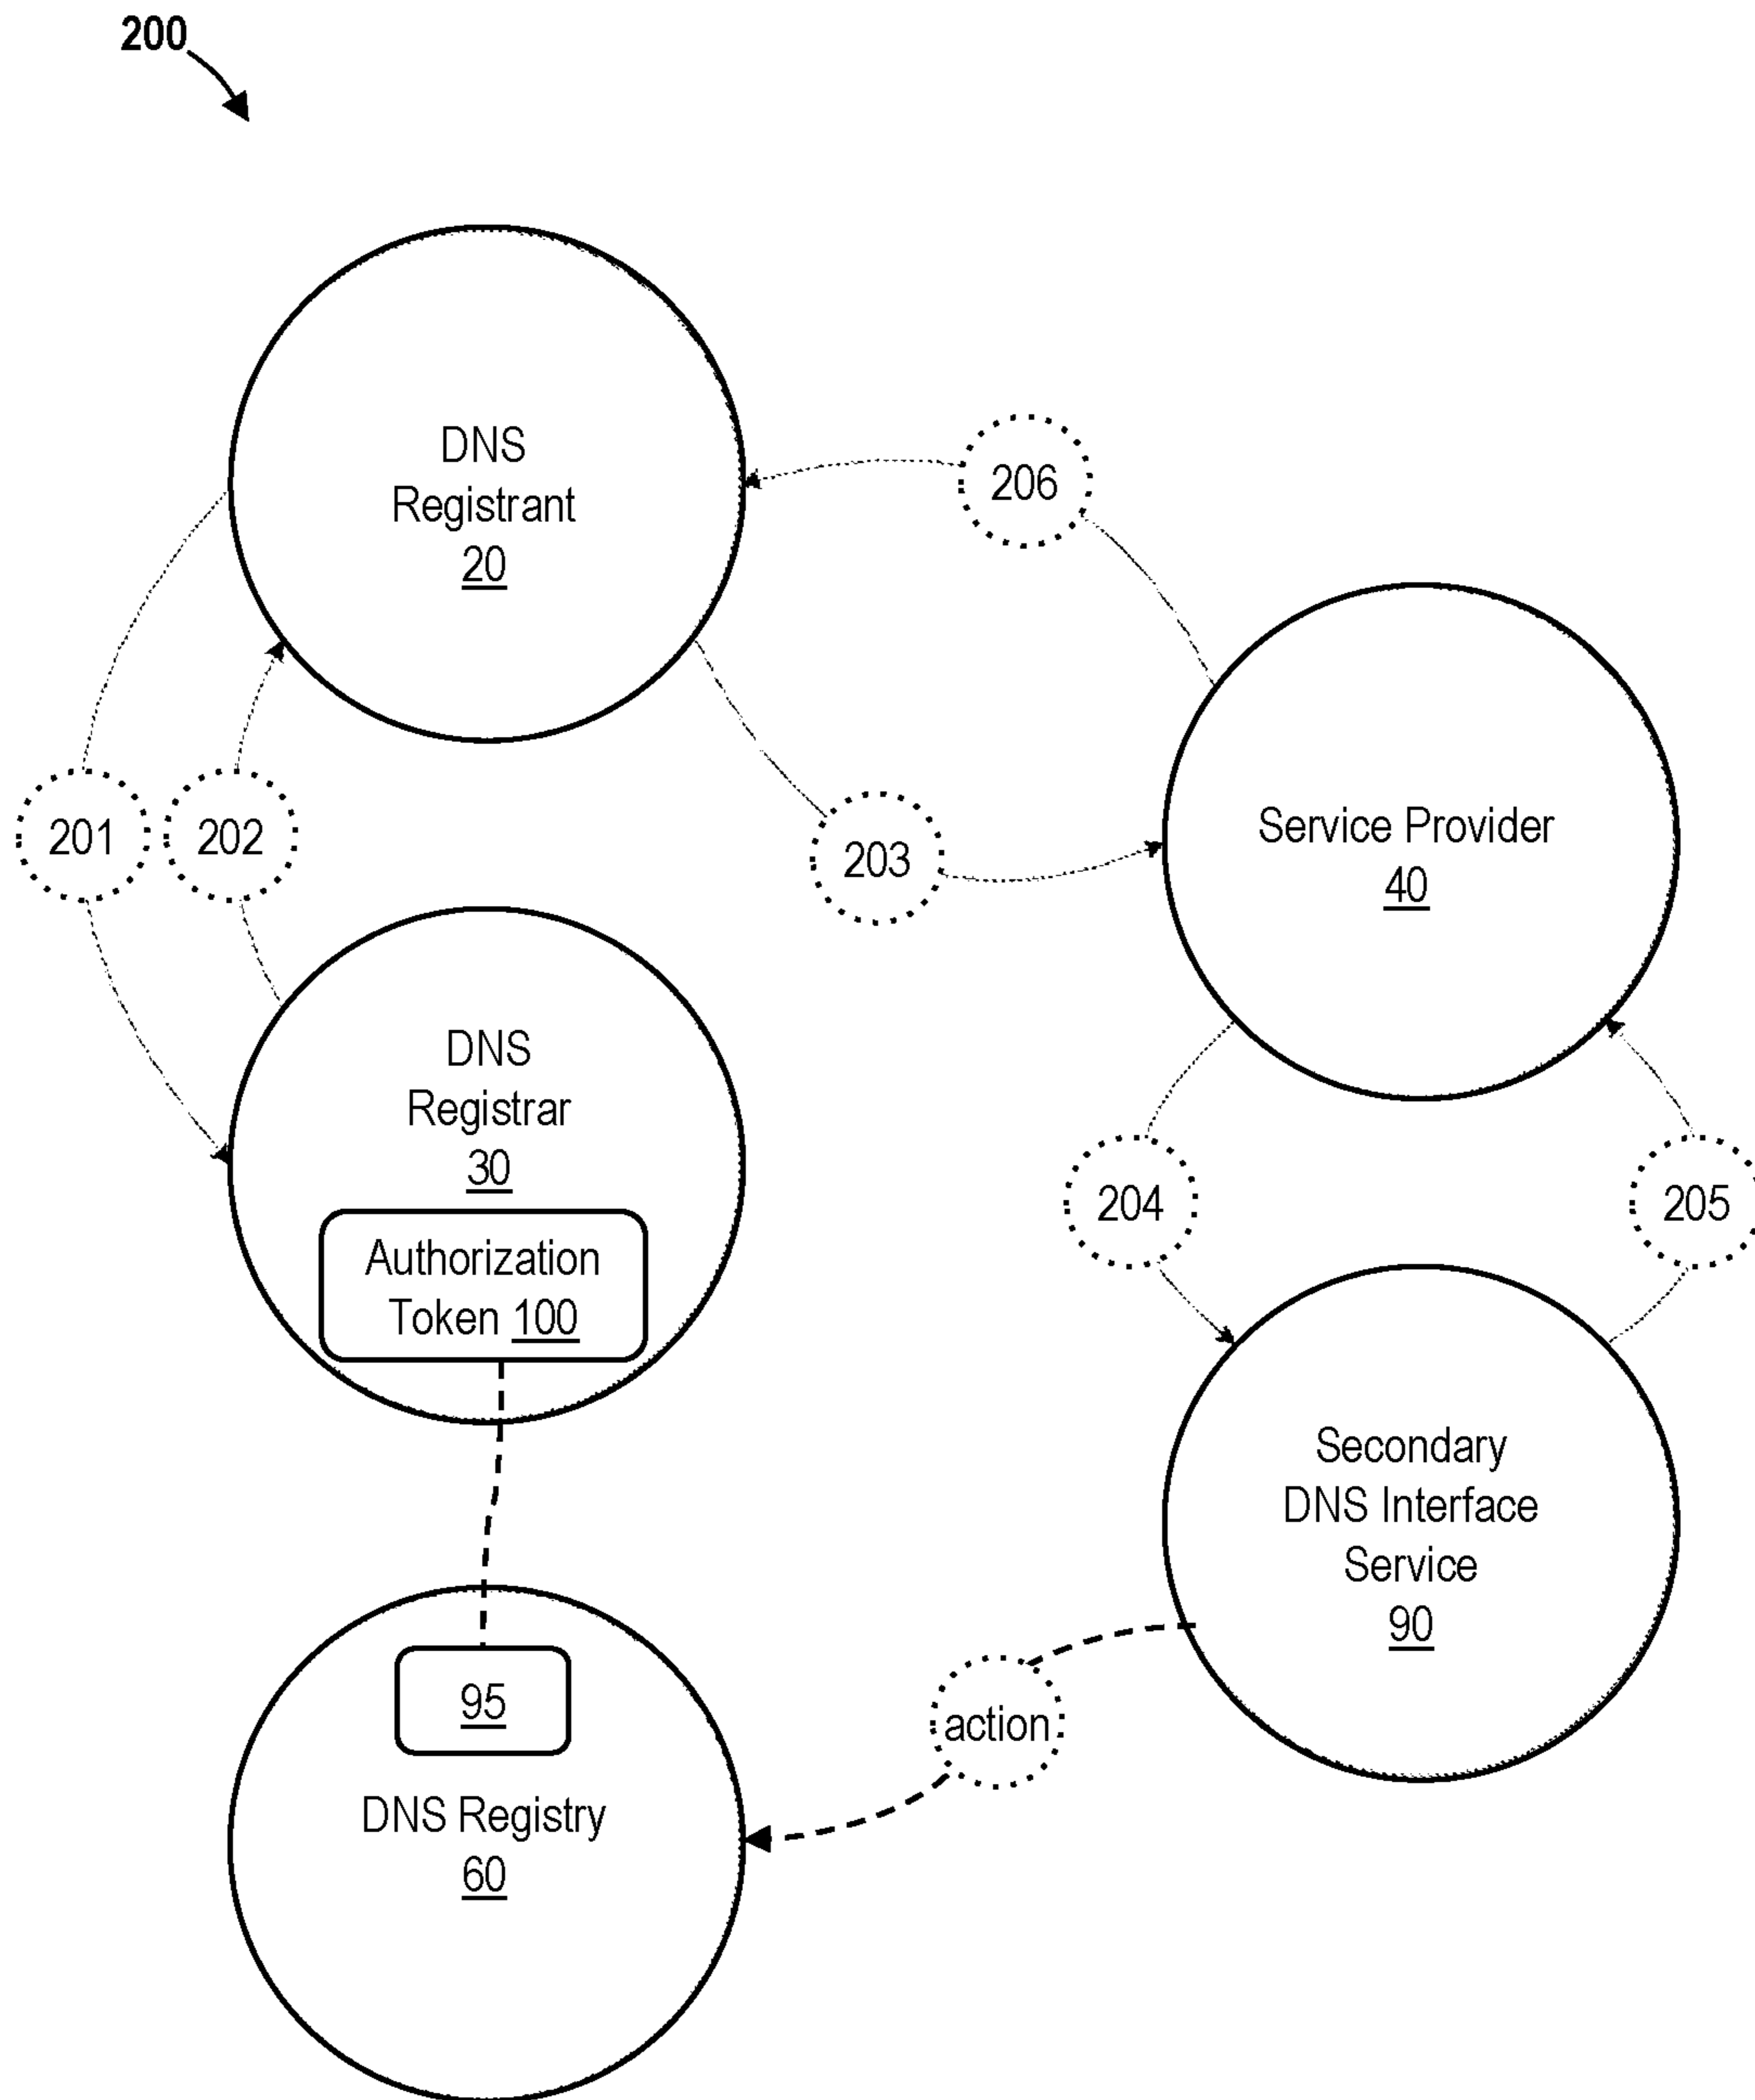 200
DNS
Registrant
20
206
201
202
203
Service Provider
40
DNS
Registrar
30
Authorization
Token 100
204
205
Secondary
DNS Interface
Service
90
95
action
DNS Registry
60